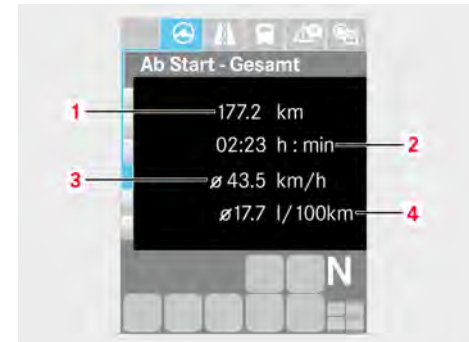 Ab Start - Gesamt
1 177.2 km
02:23 h : min 2
3 ø 43.5 km/h
ø17.7 l/100km 4
N